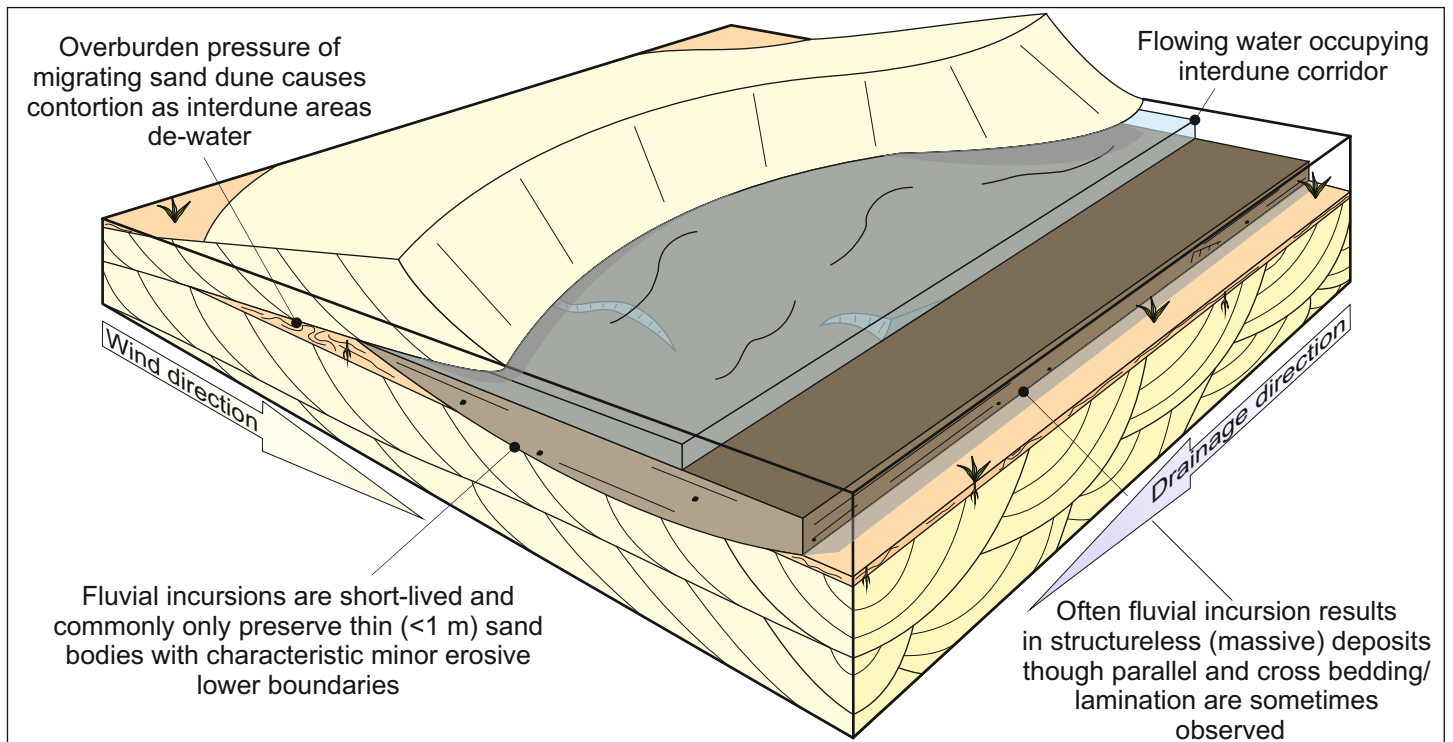 Overburden pressure of
migrating sand dune causes
contortion as interdune areas
de-water
Flowing water occupying
interdune corridor
Wind direction
Drainage direction
Fluvial incursions are short-lived and
commonly only preserve thin (<1 m) sand
bodies with characteristic minor erosive
lower boundaries
Often fluvial incursion results
in structureless (massive) deposits
though parallel and cross bedding/
lamination are sometimes
observed